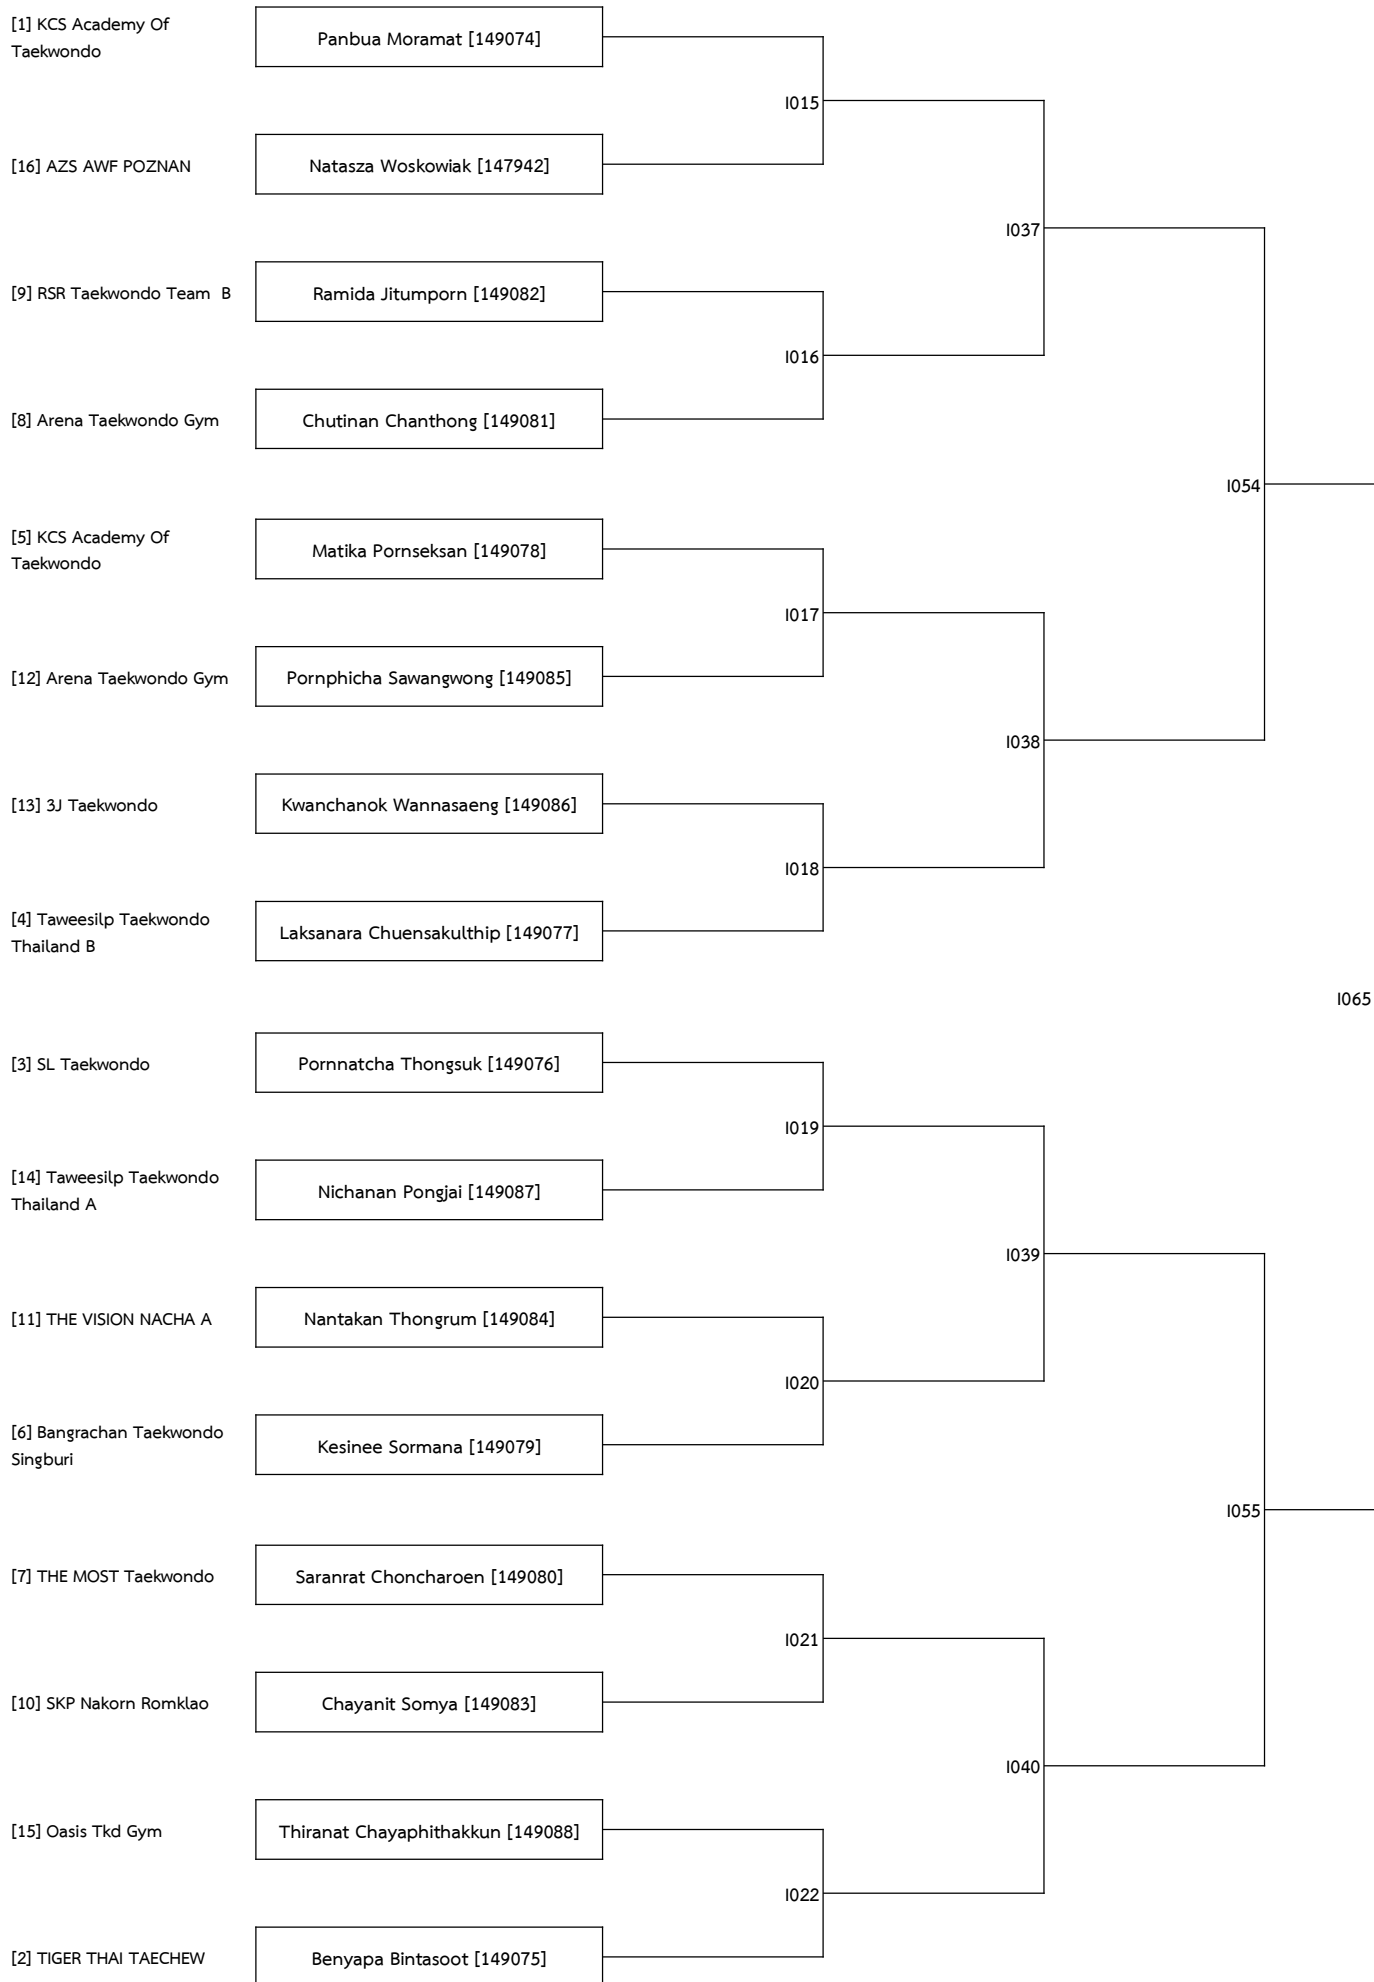 [1] KCS Academy Of
Taekwondo
Panbua Moramat [149074]
I015
[16] AZS AWF POZNAN
Natasza Woskowiak [147942]
I037
[9] RSR Taekwondo Team  B
Ramida Jitumporn [149082]
I016
[8] Arena Taekwondo Gym
Chutinan Chanthong [149081]
I054
[5] KCS Academy Of
Taekwondo
Matika Pornseksan [149078]
I017
[12] Arena Taekwondo Gym
Pornphicha Sawangwong [149085]
I038
[13] 3J Taekwondo
Kwanchanok Wannasaeng [149086]
I018
[4] Taweesilp Taekwondo
Thailand B
Laksanara Chuensakulthip [149077]
I065
[3] SL Taekwondo
Pornnatcha Thongsuk [149076]
I019
[14] Taweesilp Taekwondo
Thailand A
Nichanan Pongjai [149087]
I039
[11] THE VISION NACHA A
Nantakan Thongrum [149084]
I020
[6] Bangrachan Taekwondo
Singburi
Kesinee Sormana [149079]
I055
[7] THE MOST Taekwondo
Saranrat Choncharoen [149080]
I021
[10] SKP Nakorn Romklao
Chayanit Somya [149083]
I040
[15] Oasis Tkd Gym
Thiranat Chayaphithakkun [149088]
I022
[2] TIGER THAI TAECHEW
Benyapa Bintasoot [149075]